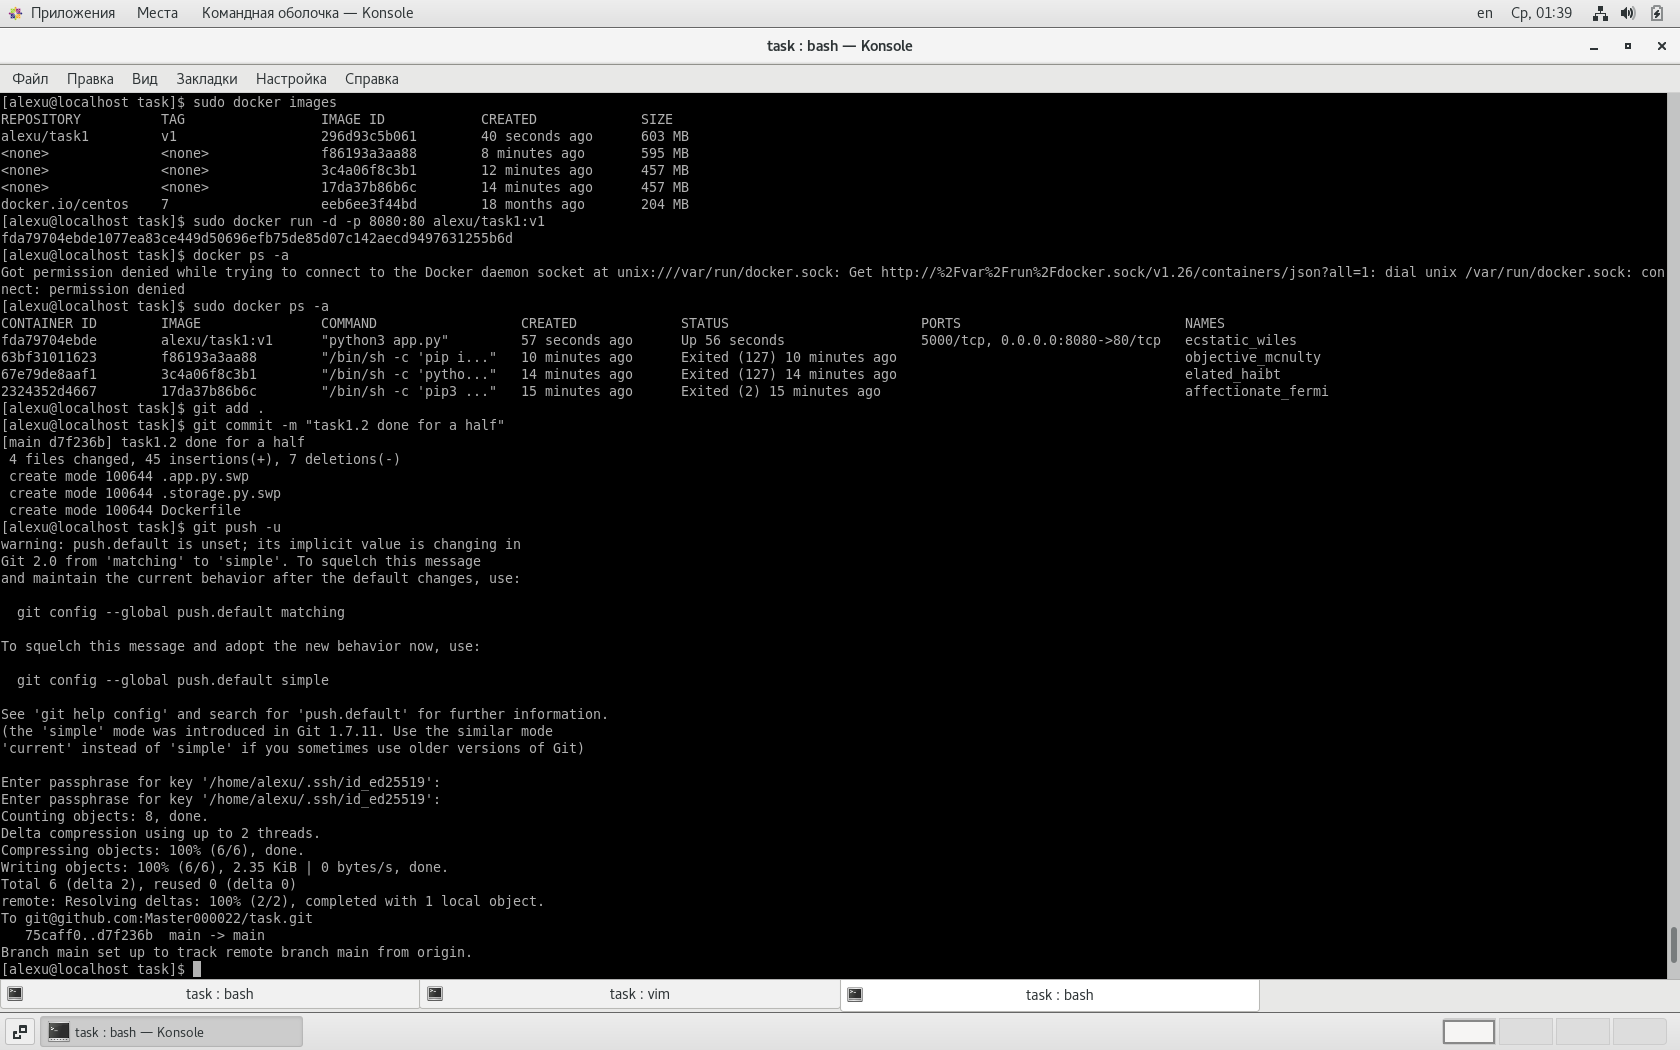 Приложения Места Командная оболочка — Konsole en Ср, 01:39
task : bash — Konsole
Файл Правка Вид Закладки Настройка Справка
[alexu@localhost task]$ sudo docker images
REPOSITORY TAG IMAGE ID CREATED SIZE
alexu/task1 v1 296d93c5b061 40 seconds ago 603 MB
<none> <none> f86193a3aa88 8 minutes ago 595 MB
<none> <none> 3c4a06f8c3b1 12 minutes ago 457 MB
<none> <none> 17da37b86b6c 14 minutes ago 457 MB
docker.io/centos 7 eeb6ee3f44bd 18 months ago 204 MB
[alexu@localhost task]$ sudo docker run -d -p 8080:80 alexu/task1:v1
fda79704ebde1077ea83ce449d50696efb75de85d07c142aecd9497631255b6d
[alexu@localhost task]$ docker ps -a
Got permission denied while trying to connect to the Docker daemon socket at unix:///var/run/docker.sock: Get http://%2Fvar%2Frun%2Fdocker.sock/v1.26/containers/json?all=1: dial unix /var/run/docker.sock: con
nect: permission denied
[alexu@localhost task]$ sudo docker ps -a
CONTAINER ID IMAGE COMMAND CREATED STATUS PORTS NAMES
fda79704ebde alexu/task1:v1 "python3 app.py" 57 seconds ago Up 56 seconds 5000/tcp, 0.0.0.0:8080->80/tcp ecstatic_wiles
63bf31011623 f86193a3aa88 "/bin/sh -c 'pip i..." 10 minutes ago Exited (127) 10 minutes ago objective_mcnulty
67e79de8aaf1 3c4a06f8c3b1 "/bin/sh -c 'pytho..." 14 minutes ago Exited (127) 14 minutes ago elated_haibt
2324352d4667 17da37b86b6c "/bin/sh -c 'pip3 ..." 15 minutes ago Exited (2) 15 minutes ago affectionate_fermi
[alexu@localhost task]$ git add .
[alexu@localhost task]$ git commit -m "task1.2 done for a half"
[main d7f236b] task1.2 done for a half
4 files changed, 45 insertions(+), 7 deletions(-)
create mode 100644 .app.py.swp
create mode 100644 .storage.py.swp
create mode 100644 Dockerfile
[alexu@localhost task]$ git push -u
warning: push.default is unset; its implicit value is changing in
Git 2.0 from 'matching' to 'simple'. To squelch this message
and maintain the current behavior after the default changes, use:
git config --global push.default matching
To squelch this message and adopt the new behavior now, use:
git config --global push.default simple
See 'git help config' and search for 'push.default' for further information.
(the 'simple' mode was introduced in Git 1.7.11. Use the similar mode
'current' instead of 'simple' if you sometimes use older versions of Git)
Enter passphrase for key '/home/alexu/.ssh/id_ed25519':
Enter passphrase for key '/home/alexu/.ssh/id_ed25519':
Counting objects: 8, done.
Delta compression using up to 2 threads.
Compressing objects: 100% (6/6), done.
Writing objects: 100% (6/6), 2.35 KiB | 0 bytes/s, done.
Total 6 (delta 2), reused 0 (delta 0)
remote: Resolving deltas: 100% (2/2), completed with 1 local object.
To git@github.com:Master000022/task.git
75caff0..d7f236b main -> main
Branch main set up to track remote branch main from origin.
[alexu@localhost task]$
task : bash task : vim task : bash
task : bash — Konsole